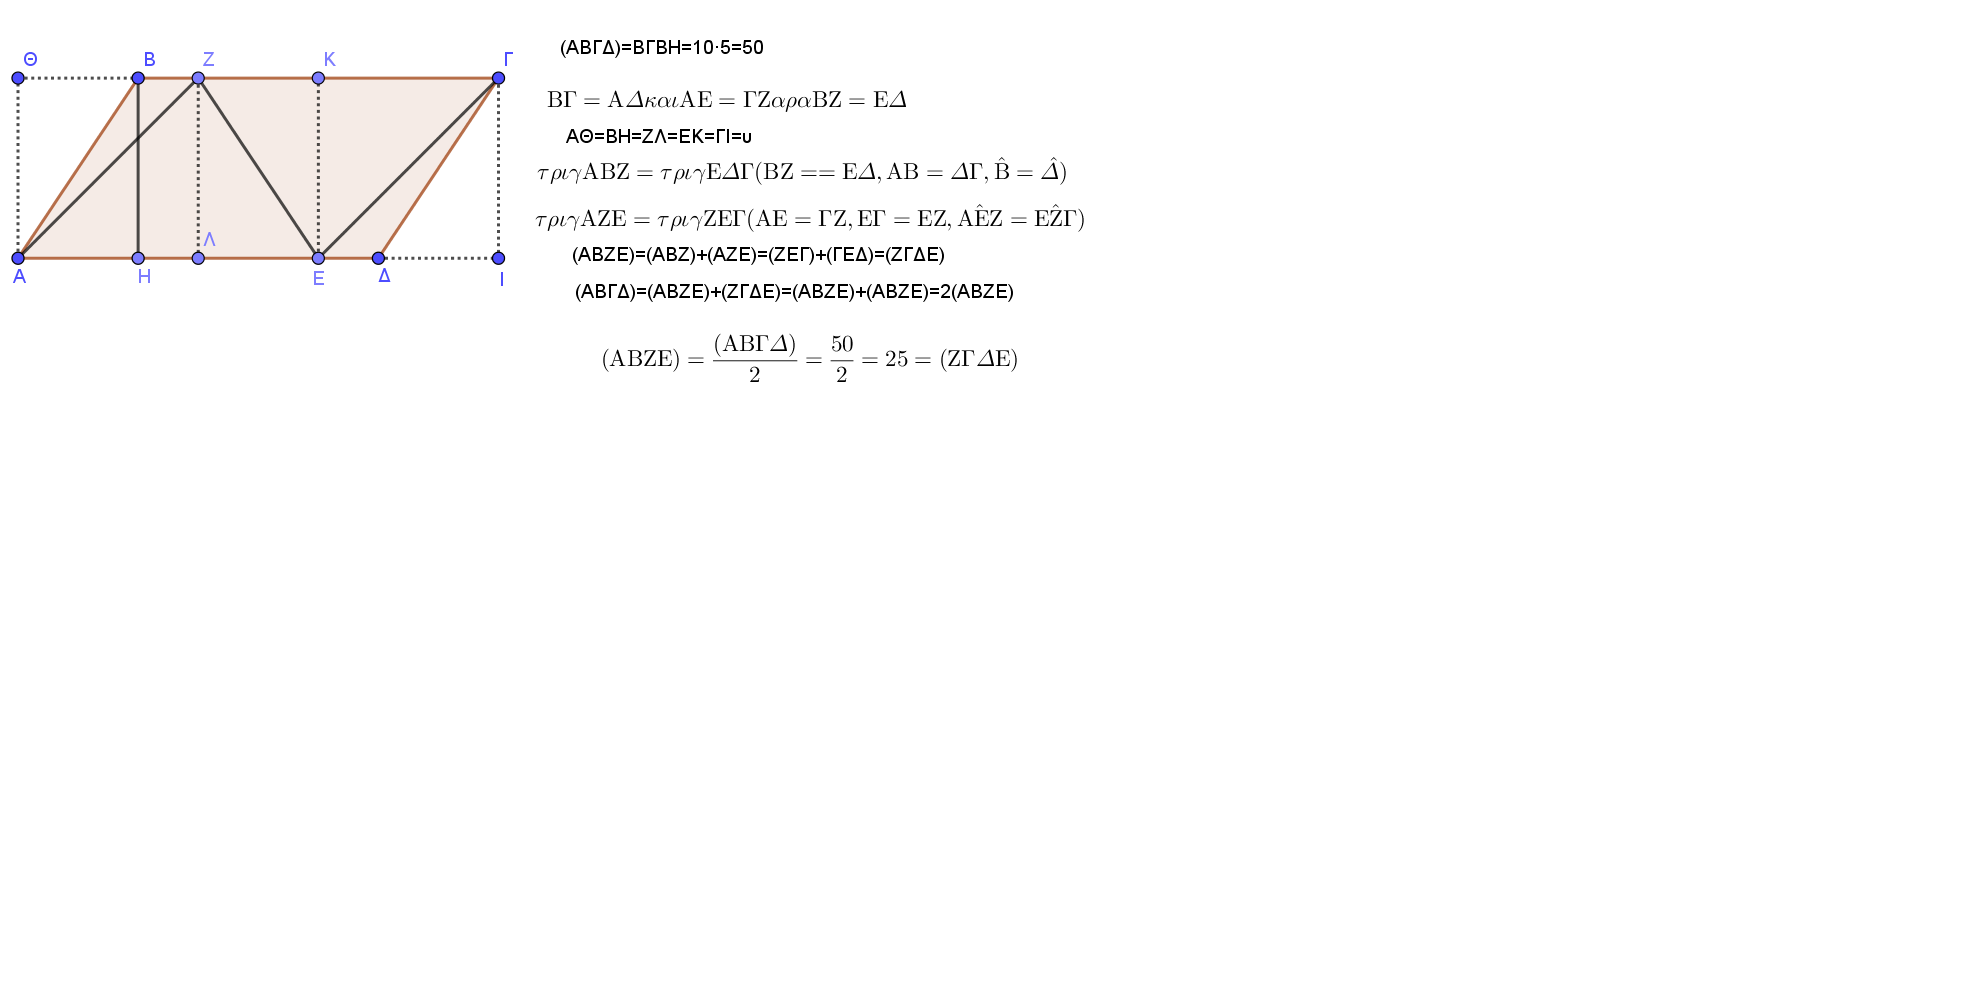 Θ Β Ζ Κ Γ
Λ
Α Η Ε Δ Ι
(ΑΒΓΔ)=ΒΓΒΗ=10·5=50
ΒΓ = ΑΔκαιΑΕ = ΓΖαραΒΖ = ΕΔ
ΑΘ=ΒΗ=ΖΛ=ΕΚ=ΓΙ=υ
τριγΑΒΖ = τριγΕΔΓ(ΒΖ == ΕΔ, ΑΒ = ΔΓ, Β̂ = Δ̂)
τριγΑΖΕ = τριγΖΕΓ(ΑΕ = ΓΖ, ΕΓ = ΕΖ, ΑΕ̂Ζ = ΕΖ̂Γ)
(ΑΒΖΕ)=(ΑΒΖ)+(ΑΖΕ)=(ΖΕΓ)+(ΓΕΔ)=(ΖΓΔΕ)
(ΑΒΓΔ)=(ΑΒΖΕ)+(ΖΓΔΕ)=(ΑΒΖΕ)+(ΑΒΖΕ)=2(ΑΒΖΕ)
(ΑΒΖΕ) = (ΑΒΓΔ)/2 = 50/2 = 25 = (ΖΓΔΕ)